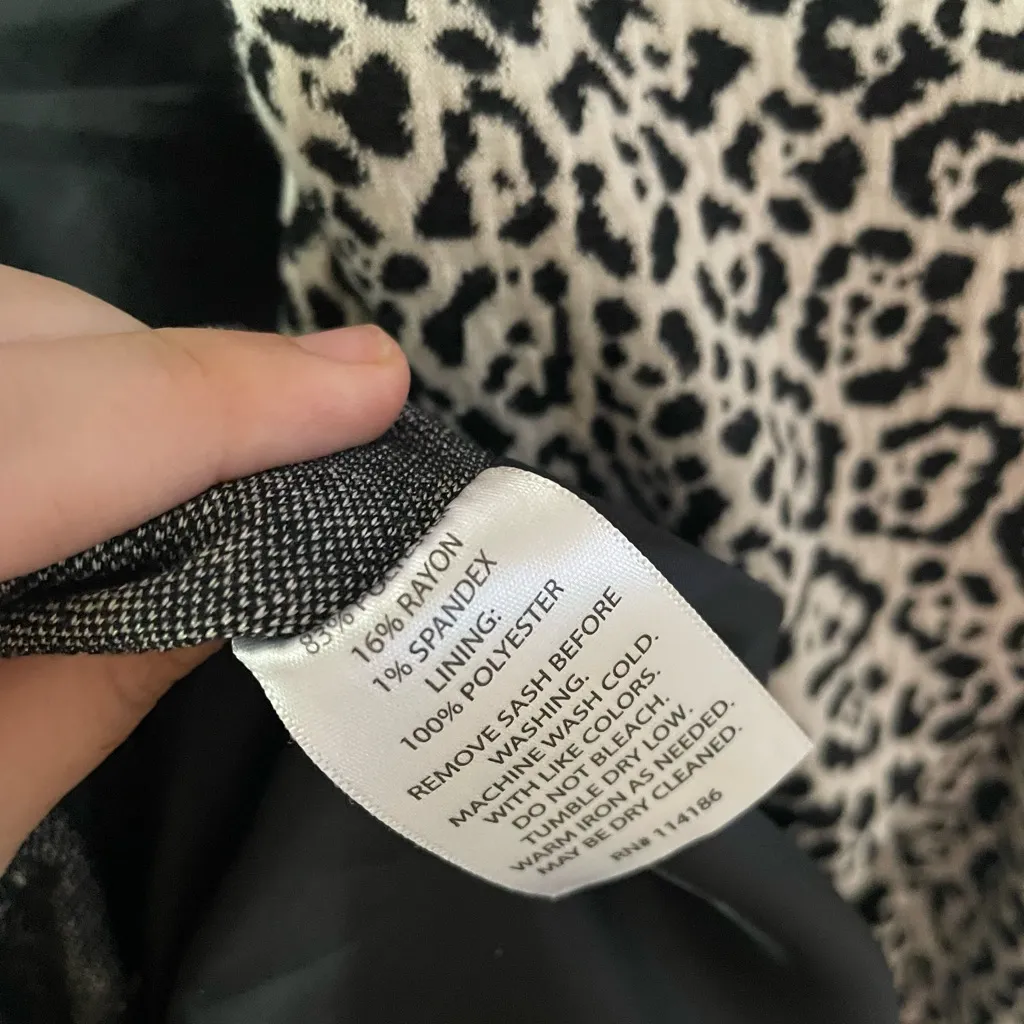 83%
16% RAYON
1% SPANDEX
LINING:
100% POLYESTER
REMOVE SASH BEFORE
WASHING.
MACHINE WASH COLD.
WITH LIKE COLORS.
DO NOT BLEACH.
TUMBLE DRY LOW.
WARM IRON AS NEEDED.
MAY BE DRY CLEANED.
RN# 114186